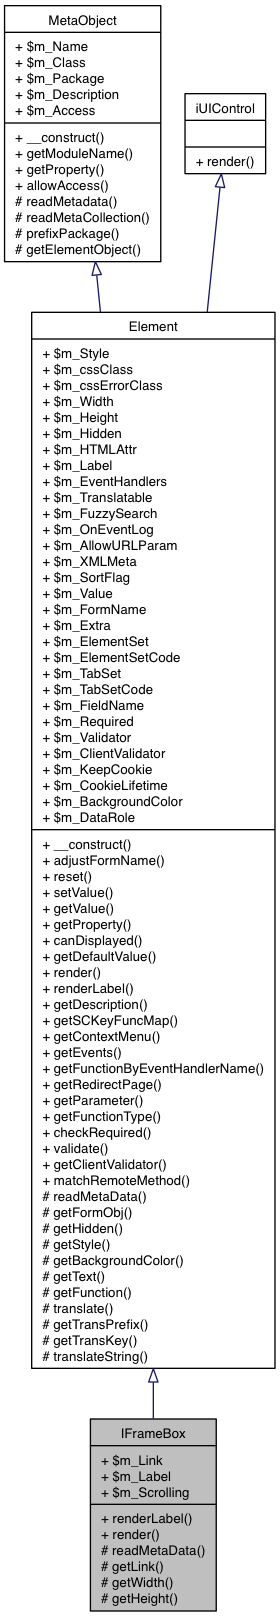 MetaObject
+ $m_Name
+ $m_Class
+ $m_Package
+ $m_Description
+ $m_Access
+ __construct()
+ getModuleName()
+ getProperty()
+ allowAccess()
# readMetadata()
# readMetaCollection()
# prefixPackage()
# getElementObject()
iUIControl
+ render()
Element
+ $m_Style
+ $m_cssClass
+ $m_cssErrorClass
+ $m_Width
+ $m_Height
+ $m_Hidden
+ $m_HTMLAttr
+ $m_Label
+ $m_EventHandlers
+ $m_Translatable
+ $m_FuzzySearch
+ $m_OnEventLog
+ $m_AllowURLParam
+ $m_XMLMeta
+ $m_SortFlag
+ $m_Value
+ $m_FormName
+ $m_Extra
+ $m_ElementSet
+ $m_ElementSetCode
+ $m_TabSet
+ $m_TabSetCode
+ $m_FieldName
+ $m_Required
+ $m_Validator
+ $m_ClientValidator
+ $m_KeepCookie
+ $m_CookieLifetime
+ $m_BackgroundColor
+ $m_DataRole
+ __construct()
+ adjustFormName()
+ reset()
+ setValue()
+ getValue()
+ getProperty()
+ canDisplayed()
+ getDefaultValue()
+ render()
+ renderLabel()
+ getDescription()
+ getSCKeyFuncMap()
+ getContextMenu()
+ getEvents()
+ getFunctionByEventHandlerName()
+ getRedirectPage()
+ getParameter()
+ getFunctionType()
+ checkRequired()
+ validate()
+ getClientValidator()
+ matchRemoteMethod()
# readMetaData()
# getFormObj()
# getHidden()
# getStyle()
# getBackgroundColor()
# getText()
# getFunction()
# translate()
# getTransPrefix()
# getTransKey()
# translateString()
IFrameBox
+ $m_Link
+ $m_Label
+ $m_Scrolling
+ renderLabel()
+ render()
# readMetaData()
# getLink()
# getWidth()
# getHeight()